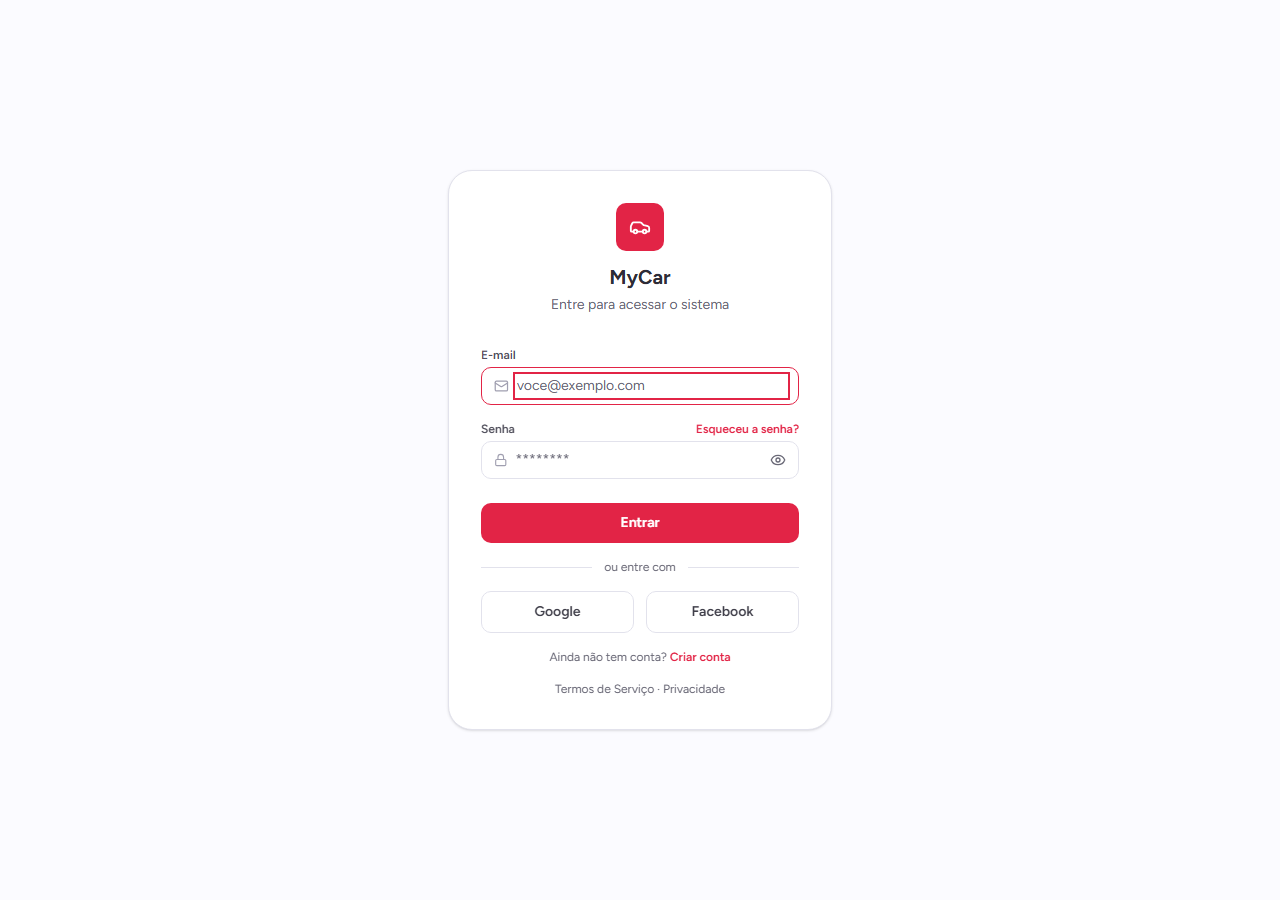 MyCar
Entre para acessar o sistema
E-mail
voce@exemplo.com
Senha Esqueceu a senha?
********
Entrar
ou entre com
Google Facebook
Ainda não tem conta? Criar conta
Termos de Serviço · Privacidade